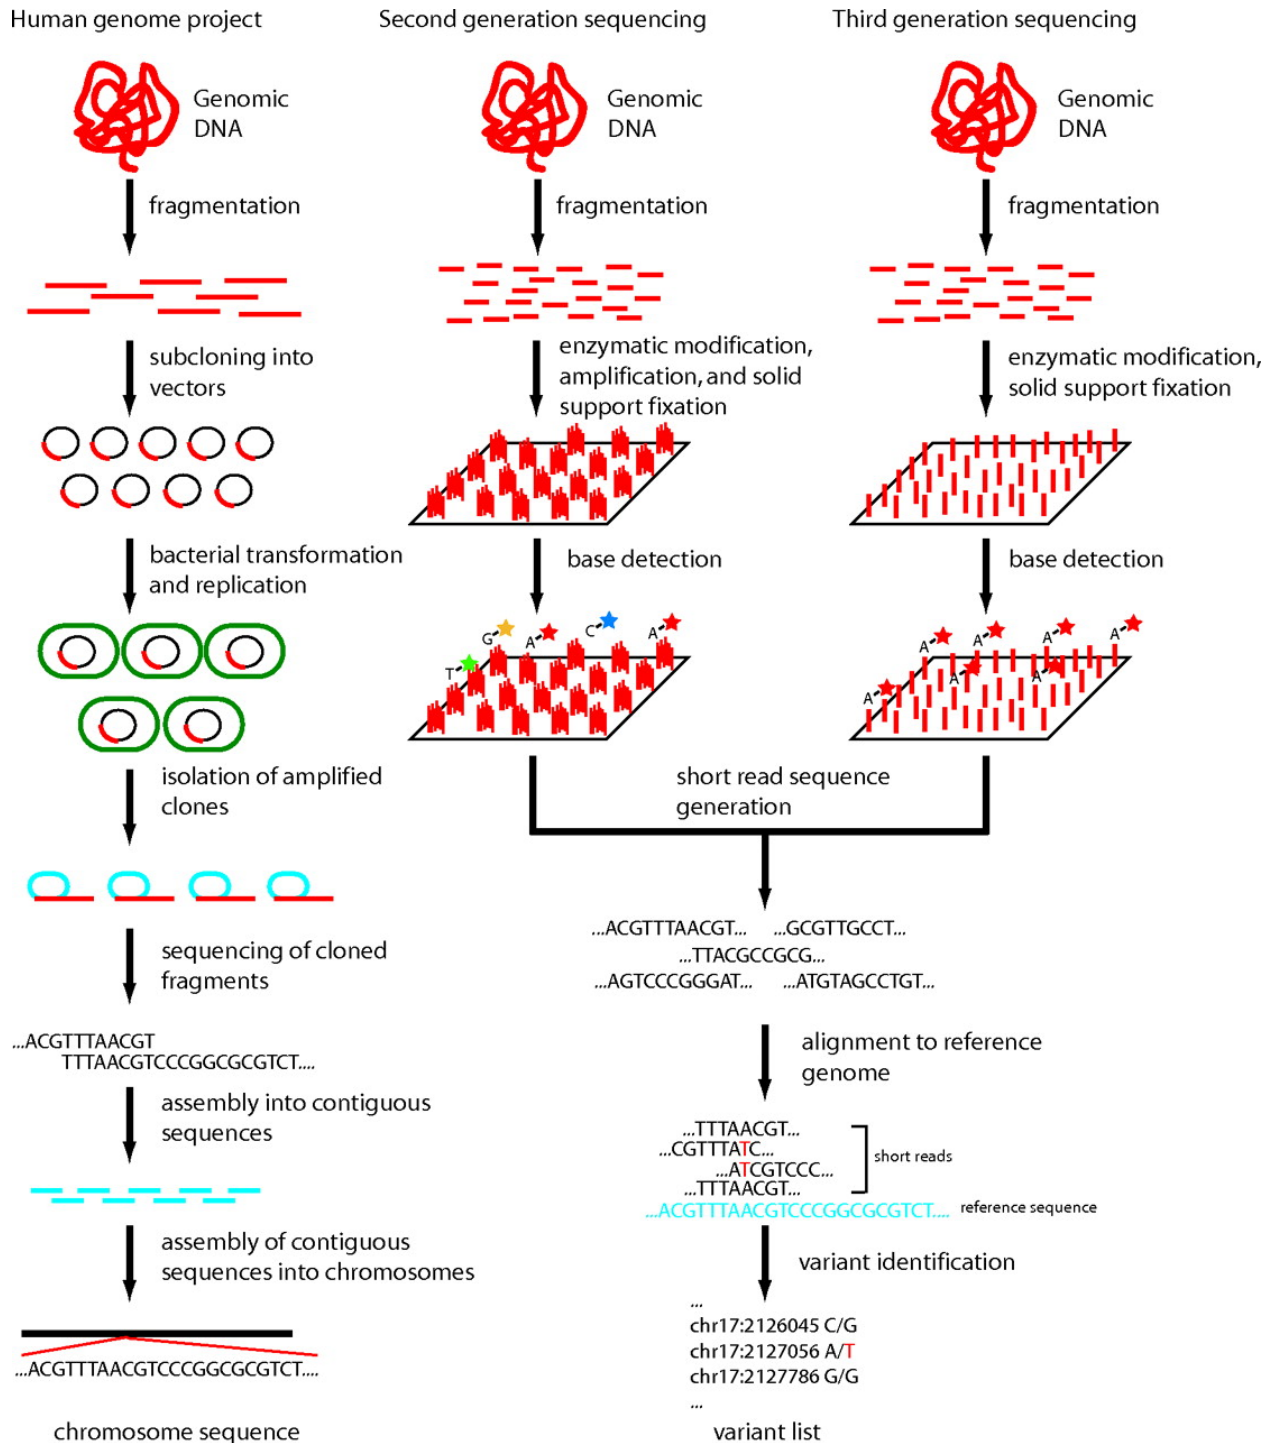 Human genome project
Genomic
DNA
fragmentation
subcloning into
vectors
bacterial transformation
and replication
isolation of amplified
clones
sequencing of cloned
fragments
...ACGTTTAACGT
TTTAACGTCCCGGCGCGTCT....
assembly into contiguous
sequences
assembly of contiguous
sequences into chromosomes
...ACGTTTAACGTCCCGGCGCGTCT....
chromosome sequence
Second generation sequencing
Genomic
DNA
fragmentation
enzymatic modification,
amplification, and solid
support fixation
base detection
G
A
C
A
T
Third generation sequencing
Genomic
DNA
fragmentation
enzymatic modification,
solid support fixation
base detection
A
A
A
A
A
A
A
short read sequence
generation
...ACGTTTAACGT... ...GCGTTGCCT...
...TTACGCCGCG...
...AGTCCCGGGAT... ...ATGTAGCCTGT...
alignment to reference
genome
...TTTAACGT...
...CGTTTATC...
...ATCGTCCC...
...TTTAACGT...
short reads
...ACGTTTAACGTCCCGGCGCGTCT.... reference sequence
variant identification
...
chr17:2126045 C/G
chr17:2127056 A/T
chr17:2127786 G/G
...
variant list